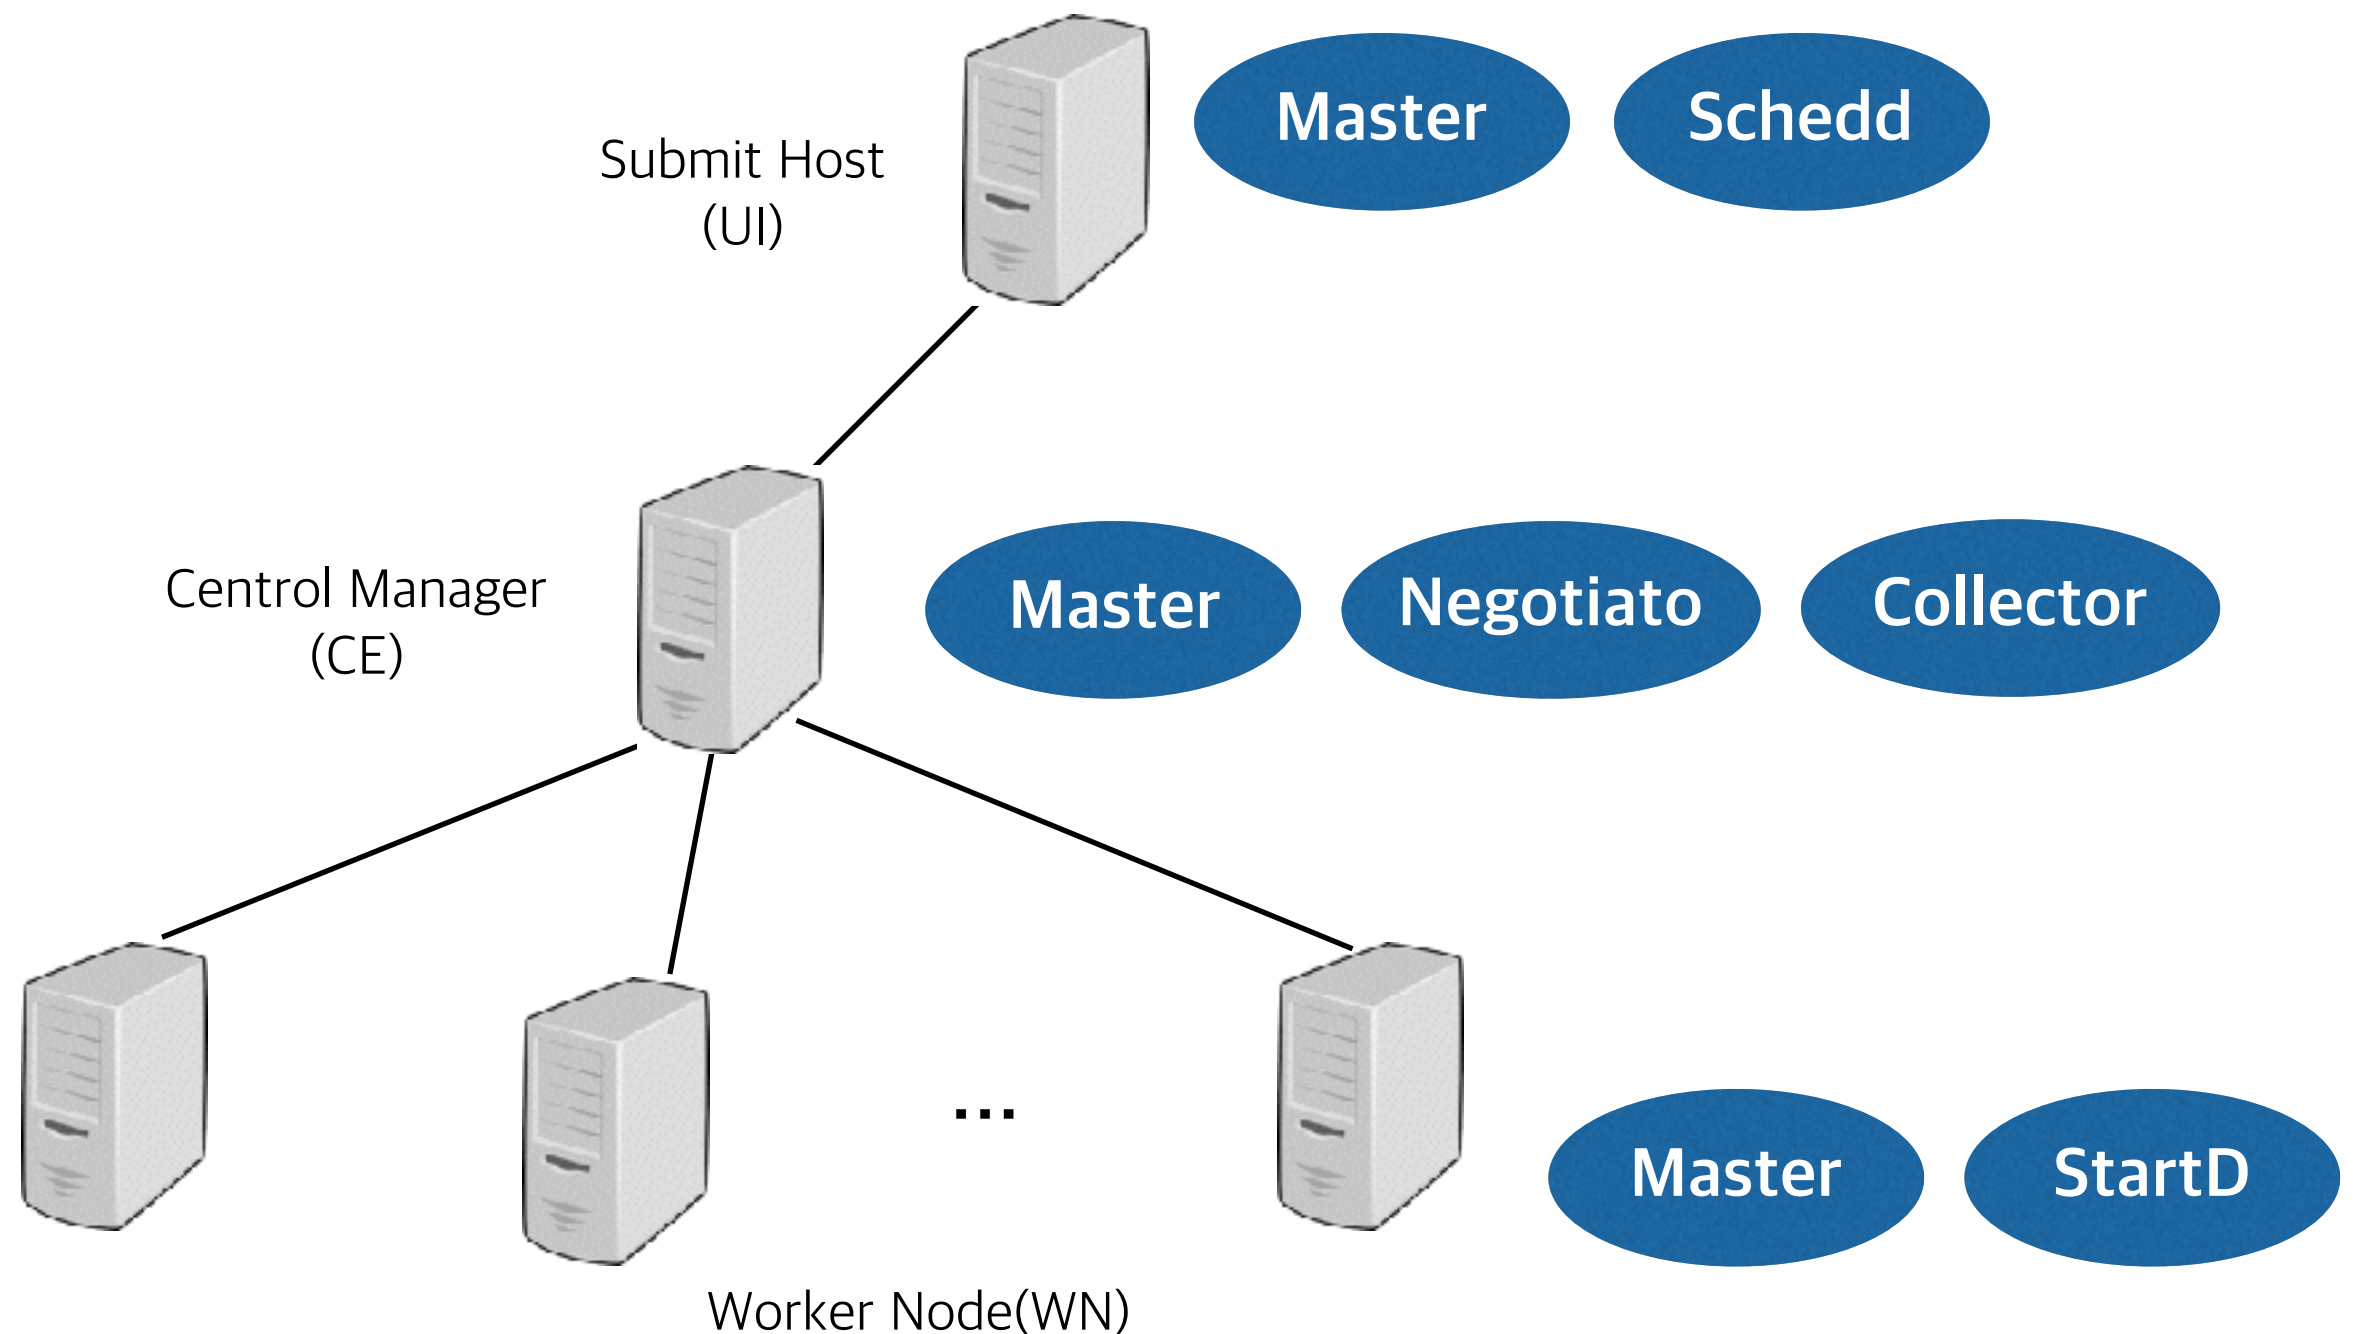 Master
Schedd
Submit Host
(UI)
Centrol Manager
(CE)
Master
Negotiato
Collector
...
Master
StartD
Worker Node(WN)